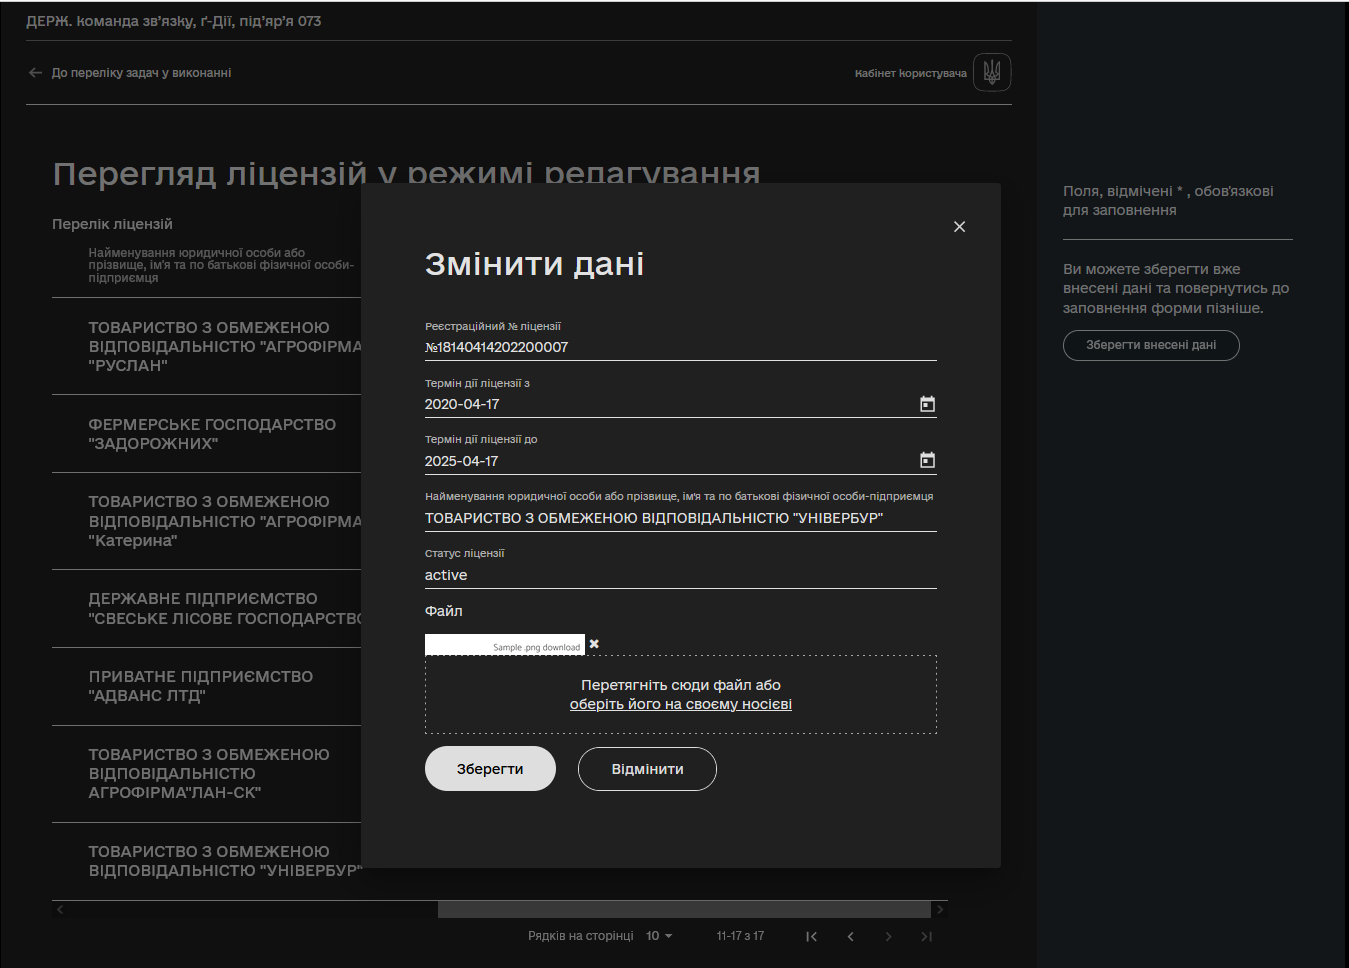 ДЕРЖ. команда зв’язку, ґ-Дії, під’яр’я 073
До переліку задач у виконанні
Кабінет користувача
Перегляд ліцензій у режимі редагування
Перелік ліцензій
Найменування юридичної особи або
прізвище, ім'я та по батькові фізичної особи-
підприємця
ТОВАРИСТВО З ОБМЕЖЕНОЮ
ВІДПОВІДАЛЬНІСТЮ "АГРОФІРМА
"РУСЛАН"
ФЕРМЕРСЬКЕ ГОСПОДАРСТВО
"ЗАДОРОЖНИХ"
ТОВАРИСТВО З ОБМЕЖЕНОЮ
ВІДПОВІДАЛЬНІСТЮ "АГРОФІРМА
"Катерина"
ДЕРЖАВНЕ ПІДПРИЄМСТВО
"СВЕСЬКЕ ЛІСОВЕ ГОСПОДАРСТВО
ПРИВАТНЕ ПІДПРИЄМСТВО
"АДВАНС ЛТД"
ТОВАРИСТВО З ОБМЕЖЕНОЮ
ВІДПОВІДАЛЬНІСТЮ
АГРОФІРМА"ЛАН-СК"
ТОВАРИСТВО З ОБМЕЖЕНОЮ
ВІДПОВІДАЛЬНІСТЮ "УНІВЕРБУР"
Змінити дані
Реєстраційний № ліцензії
№18140414202200007
Термін дії ліцензії з
2020-04-17
Термін дії ліцензії до
2025-04-17
Найменування юридичної особи або прізвище, ім'я та по батькові фізичної особи-підприємця
ТОВАРИСТВО З ОБМЕЖЕНОЮ ВІДПОВІДАЛЬНІСТЮ "УНІВЕРБУР"
Статус ліцензії
active
Файл
Sample .png download
Перетягніть сюди файл або
оберіть його на своєму носієві
Зберегти
Відмінити
Рядків на сторінці 10
11-17 з 17
Поля, відмічені * , обов'язкові
для заповнення
Ви можете зберегти вже
внесені дані та повернутись до
заповнення форми пізніше.
Зберегти внесені дані